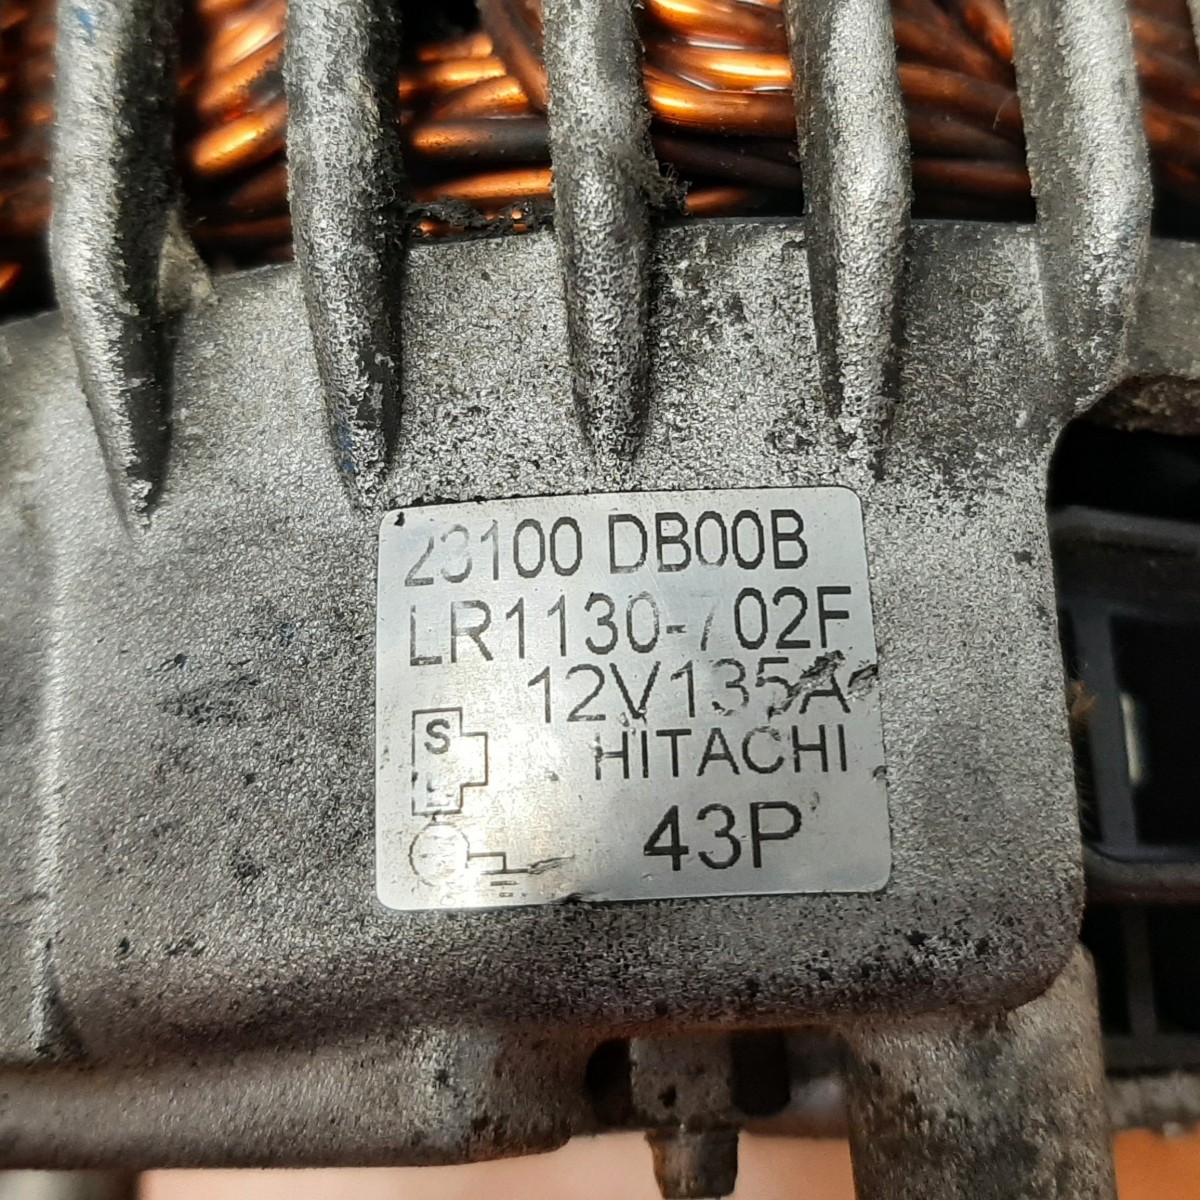 23100 DB00B
LR1130-702F
12V135A
S
L
HITACHI
43P